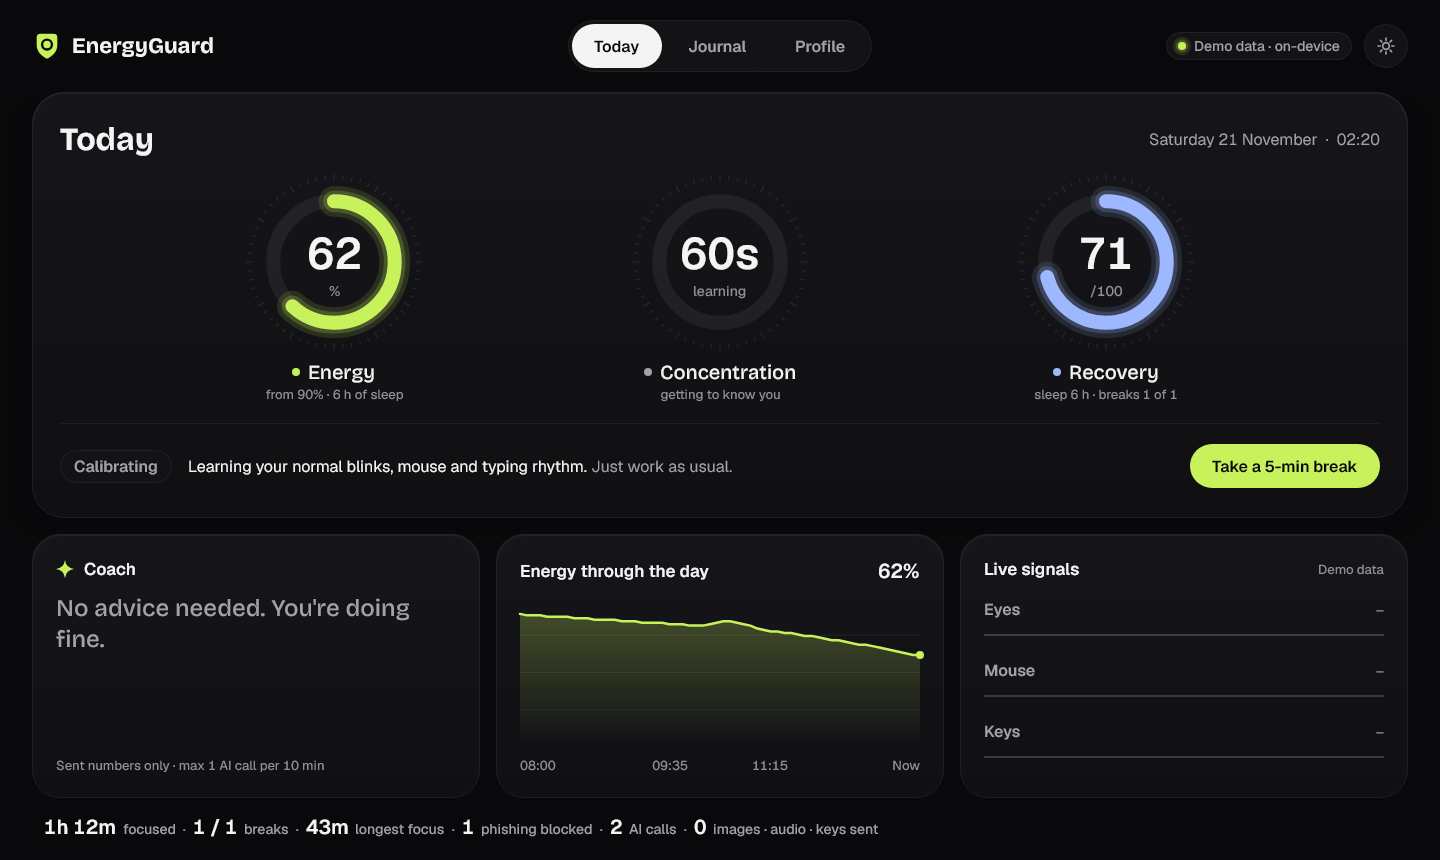 EnergyGuard
Today
Journal
Profile
Demo data · on-device
Today
Saturday 21 November · 02:20
62
%
Energy
from 90% · 6 h of sleep
60s
learning
Concentration
getting to know you
71
/100
Recovery
sleep 6 h · breaks 1 of 1
Calibrating
Learning your normal blinks, mouse and typing rhythm. Just work as usual.
Take a 5-min break
Coach
No advice needed. You're doing
fine.
Sent numbers only · max 1 AI call per 10 min
Energy through the day
62%
08:00
09:35
11:15
Now
Live signals
Demo data
Eyes –
Mouse –
Keys –
1h 12m focused · 1 / 1 breaks · 43m longest focus · 1 phishing blocked · 2 AI calls · 0 images · audio · keys sent